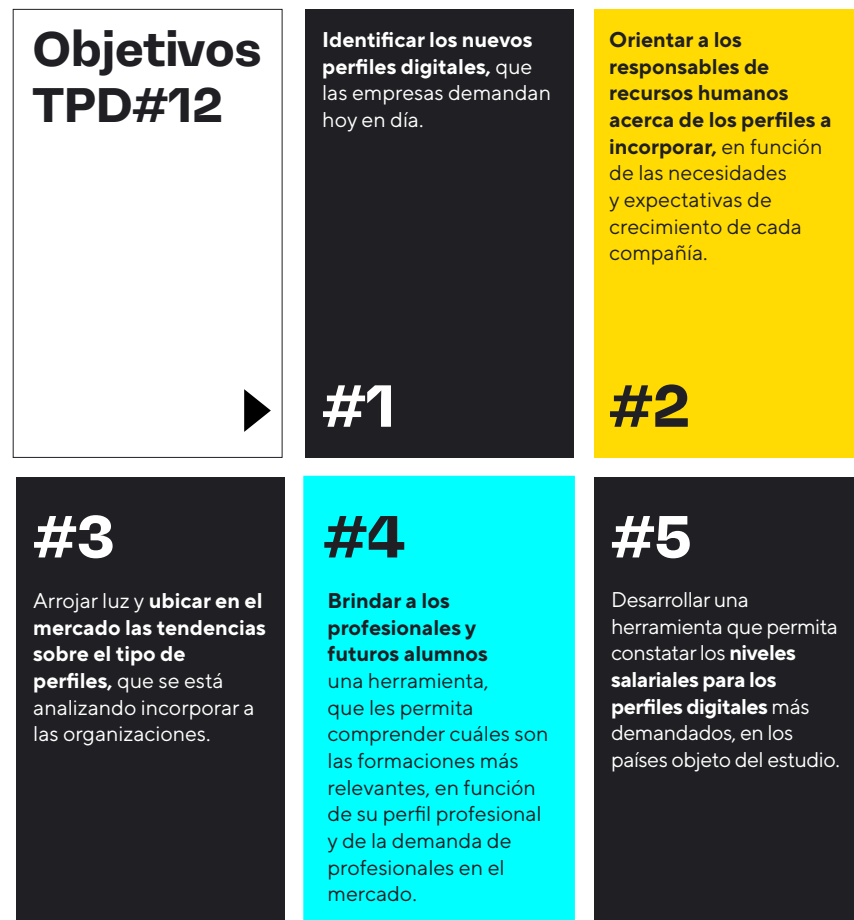 Objetivos
TPD#12
Identificar los nuevos
perfiles digitales, que
las empresas demandan
hoy en día.
#1
Orientar a los
responsables de
recursos humanos
acerca de los perfiles a
incorporar, en función
de las necesidades
y expectativas de
crecimiento de cada
compañía.
#2
#3
Arrojar luz y ubicar en el
mercado las tendencias
sobre el tipo de
perfiles, que se está
analizando incorporar a
las organizaciones.
#4
Brindar a los
profesionales y
futuros alumnos
una herramienta,
que les permita
comprender cuáles son
las formaciones más
relevantes, en función
de su perfil profesional
y de la demanda de
profesionales en el
mercado.
#5
Desarrollar una
herramienta que permita
constatar los niveles
salariales para los
perfiles digitales más
demandados, en los
países objeto del estudio.